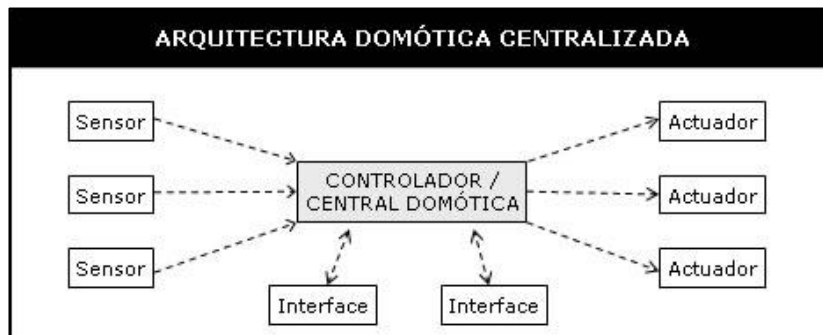 ARQUITECTURA DOMÓTICA CENTRALIZADA
Sensor
Actuador
CONTROLADOR /
CENTRAL DOMÓTICA
Sensor
Actuador
Sensor
Actuador
Interface
Interface